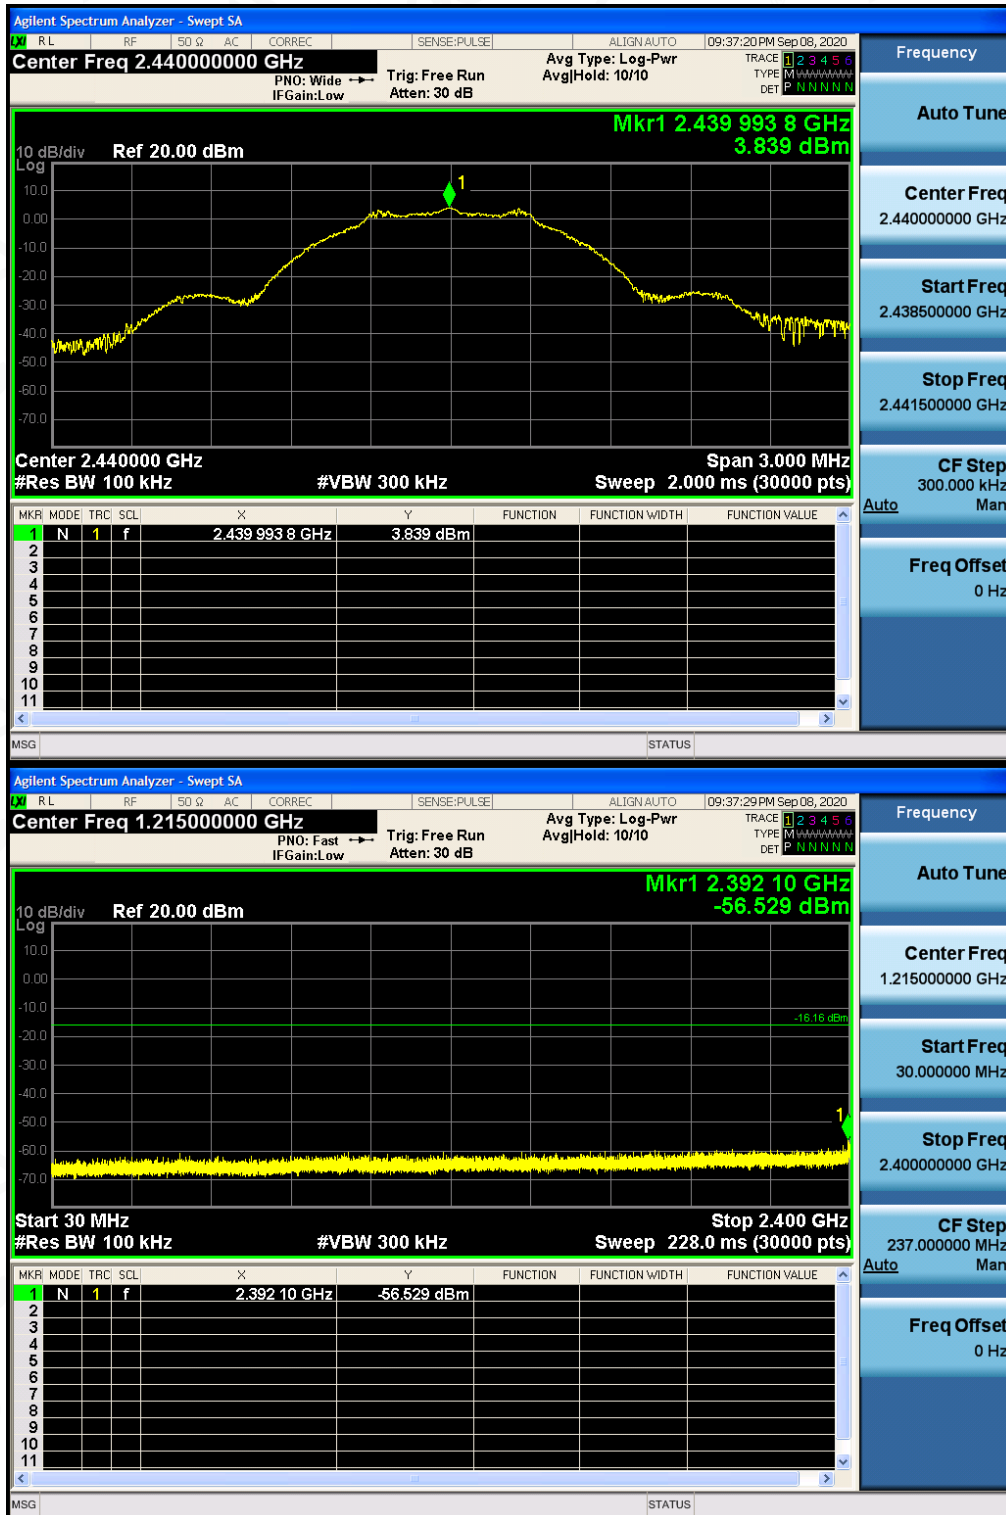 Agilent Spectrum Analyzer - Swept SA
LXI RL RF 50 Ω AC CORREC SENSE:PULSE ALIGN AUTO 09:37:20 PM Sep 08, 2020
Center Freq 2.440000000 GHz
PNO: Wide
IFGain:Low
Trig: Free Run
Atten: 30 dB
Avg Type: Log-Pwr
Avg|Hold: 10/10
TRACE 1 2 3 4 5 6
TYPE M WWWWW
DET P N N N N N
Mkr1 2.439 993 8 GHz
3.839 dBm
10 dB/div Ref 20.00 dBm
Log
1
10.0
0.00
-10.0
-20.0
-30.0
-40.0
-50.0
-60.0
-70.0
Center 2.440000 GHz Span 3.000 MHz
#Res BW 100 kHz #VBW 300 kHz Sweep 2.000 ms (30000 pts)
MKR MODE TRC SCL X Y FUNCTION FUNCTION WIDTH FUNCTION VALUE
1 N 1 f 2.439 993 8 GHz 3.839 dBm
2
3
4
5
6
7
8
9
10
11
MSG STATUS
Frequency
Auto Tune
Center Freq
2.440000000 GHz
Start Freq
2.438500000 GHz
Stop Freq
2.441500000 GHz
CF Step
300.000 kHz
Auto Man
Freq Offset
0 Hz
Agilent Spectrum Analyzer - Swept SA
LXI RL RF 50 Ω AC CORREC SENSE:PULSE ALIGN AUTO 09:37:29 PM Sep 08, 2020
Center Freq 1.215000000 GHz
PNO: Fast
IFGain:Low
Trig: Free Run
Atten: 30 dB
Avg Type: Log-Pwr
Avg|Hold: 10/10
TRACE 1 2 3 4 5 6
TYPE M WWWWW
DET P N N N N N
Mkr1 2.392 10 GHz
-56.529 dBm
10 dB/div Ref 20.00 dBm
Log
10.0
0.00
-10.0
-16.16 dBm
-20.0
-30.0
-40.0
-50.0
1
-60.0
-70.0
Start 30 MHz Stop 2.400 GHz
#Res BW 100 kHz #VBW 300 kHz Sweep 228.0 ms (30000 pts)
MKR MODE TRC SCL X Y FUNCTION FUNCTION WIDTH FUNCTION VALUE
1 N 1 f 2.392 10 GHz -56.529 dBm
2
3
4
5
6
7
8
9
10
11
MSG STATUS
Frequency
Auto Tune
Center Freq
1.215000000 GHz
Start Freq
30.000000 MHz
Stop Freq
2.400000000 GHz
CF Step
237.000000 MHz
Auto Man
Freq Offset
0 Hz